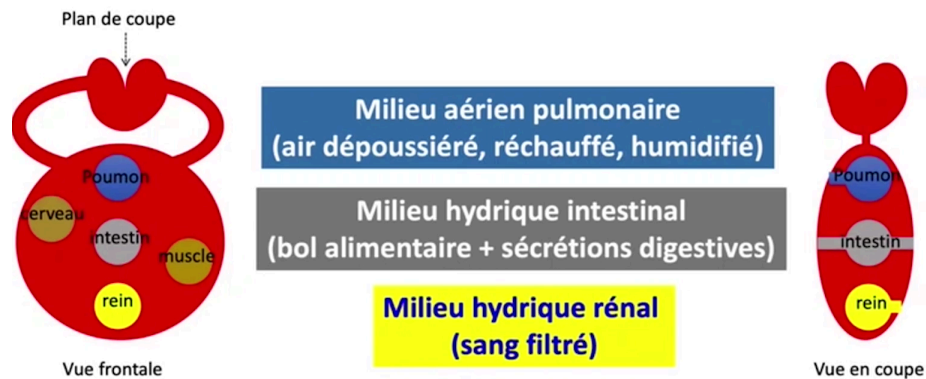 Plan de coupe
Milieu aérien pulmonaire
(air dépoussiéré, réchauffé, humidifié)
Poumon
Poumon
cerveau
Milieu hydrique intestinal
(bol alimentaire + sécrétions digestives)
intestin
intestin
muscle
rein
Milieu hydrique rénal
(sang filtré)
rein
Vue frontale
Vue en coupe